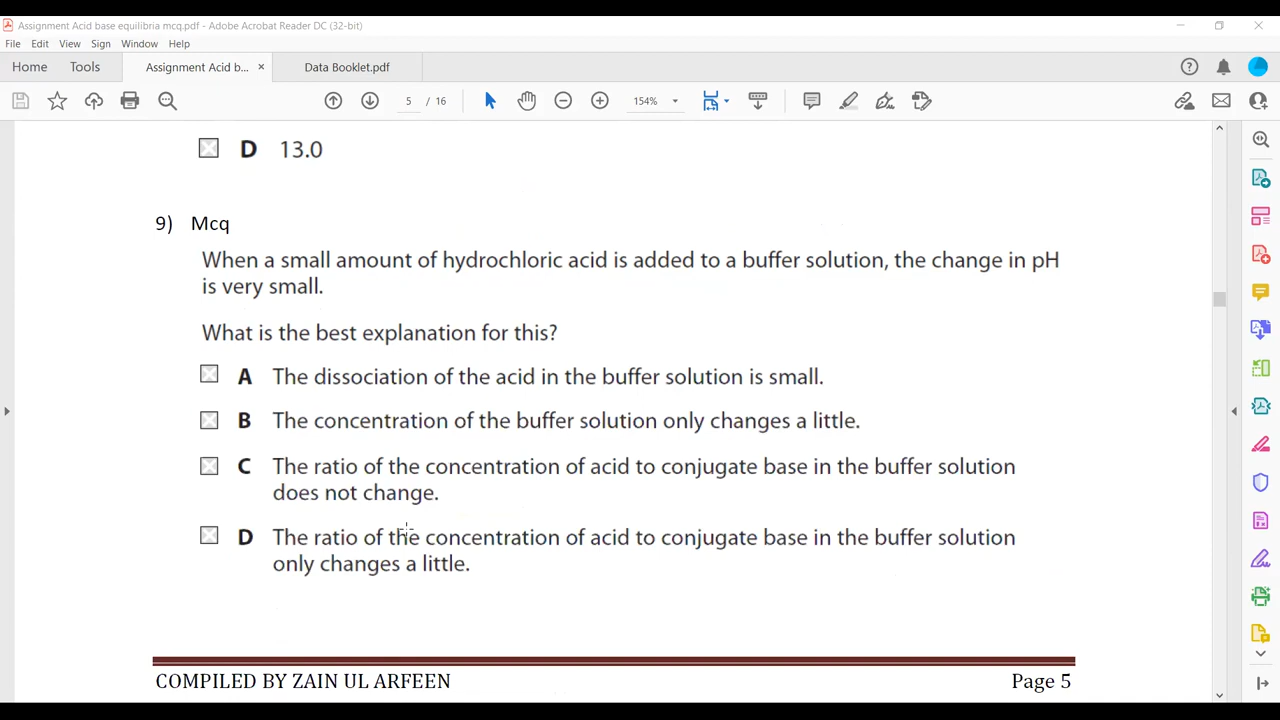 Assignment Acid base equilibria mcq.pdf - Adobe Acrobat Reader DC (32-bit)
File Edit View Sign Window Help
Home Tools Assignment Acid b... × Data Booklet.pdf
5 / 16 154%
D 13.0
9) Mcq
When a small amount of hydrochloric acid is added to a buffer solution, the change in pH
is very small.
What is the best explanation for this?
A The dissociation of the acid in the buffer solution is small.
B The concentration of the buffer solution only changes a little.
C The ratio of the concentration of acid to conjugate base in the buffer solution
does not change.
D The ratio of the concentration of acid to conjugate base in the buffer solution
only changes a little.
COMPILED BY ZAIN UL ARFEEN Page 5